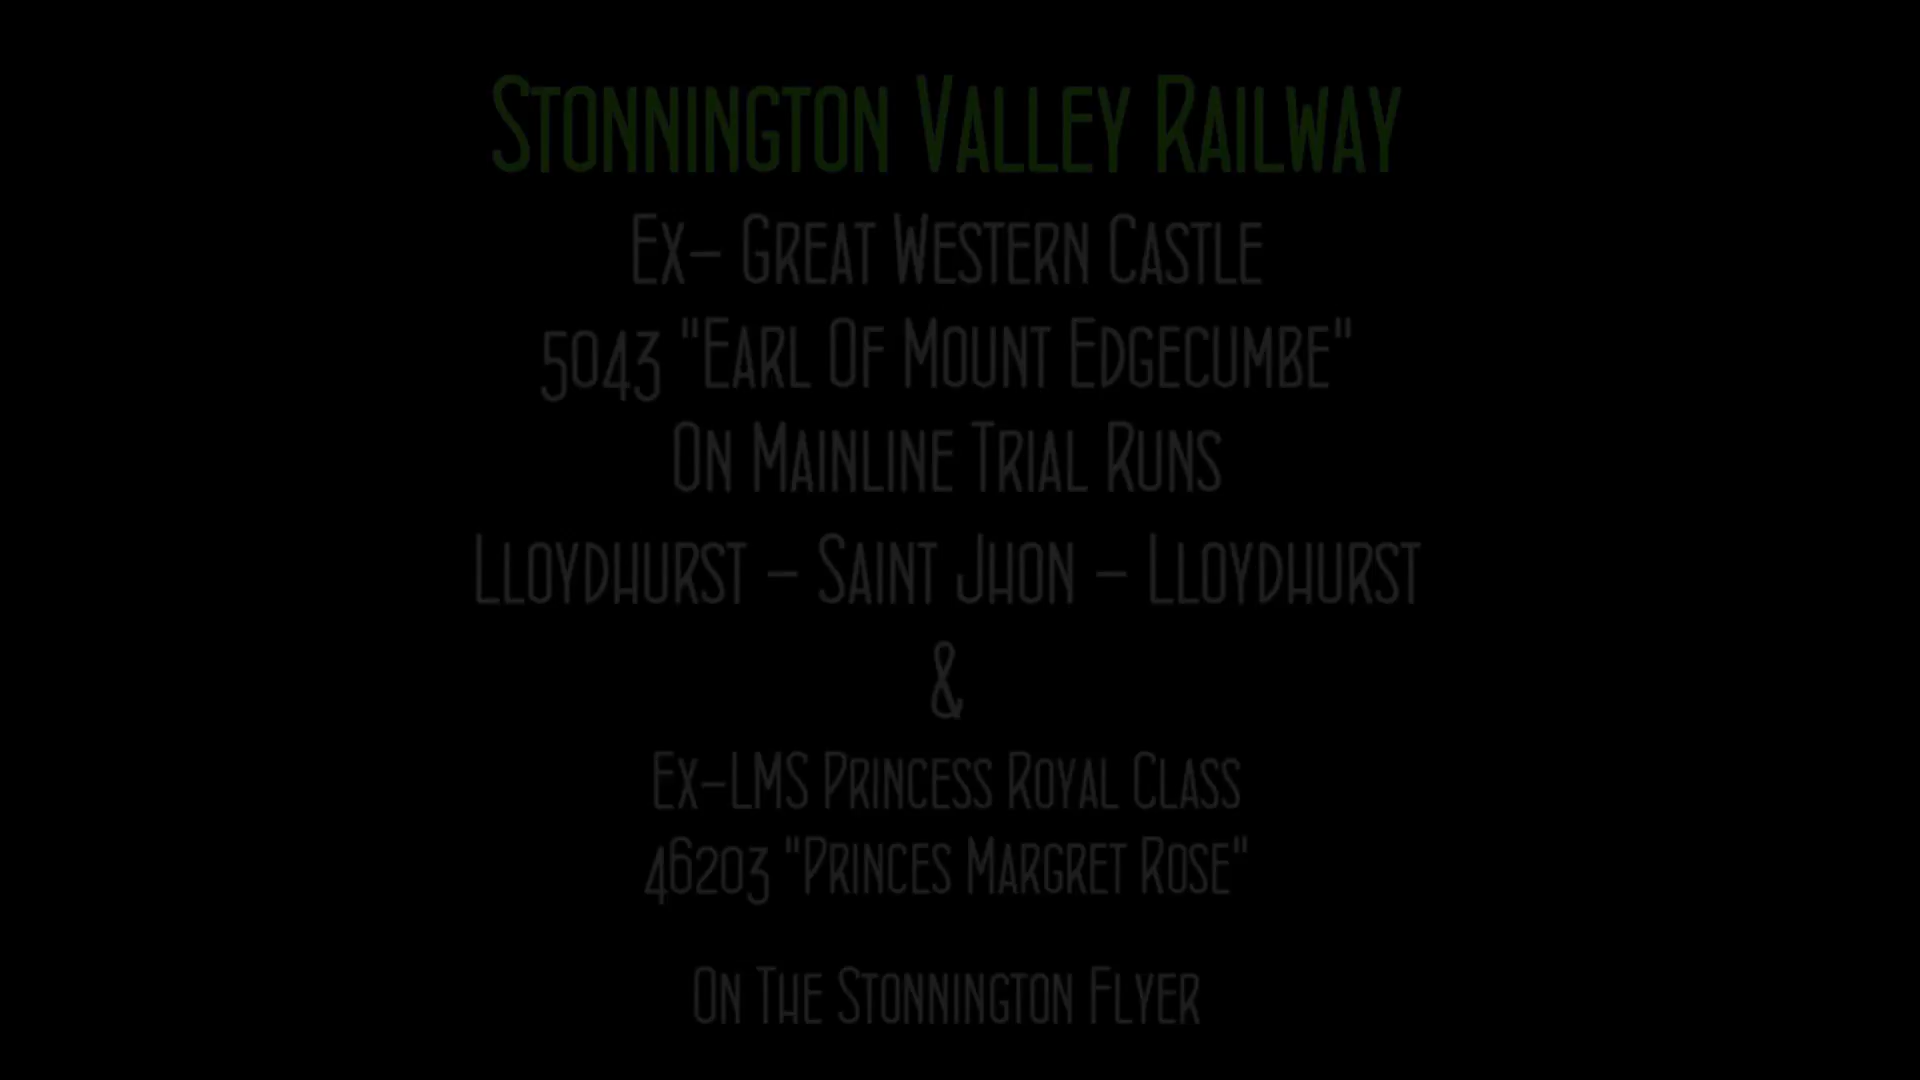 Stonnington Valley Railway
Ex- Great Western Castle
5043 "Earl Of Mount Edgecumbe"
On Mainline Trial Runs
Lloydhurst - Saint Jhon - Lloydhurst
&
Ex-LMS Princess Royal Class
46203 "Princes Margret Rose"
On The Stonnington Flyer